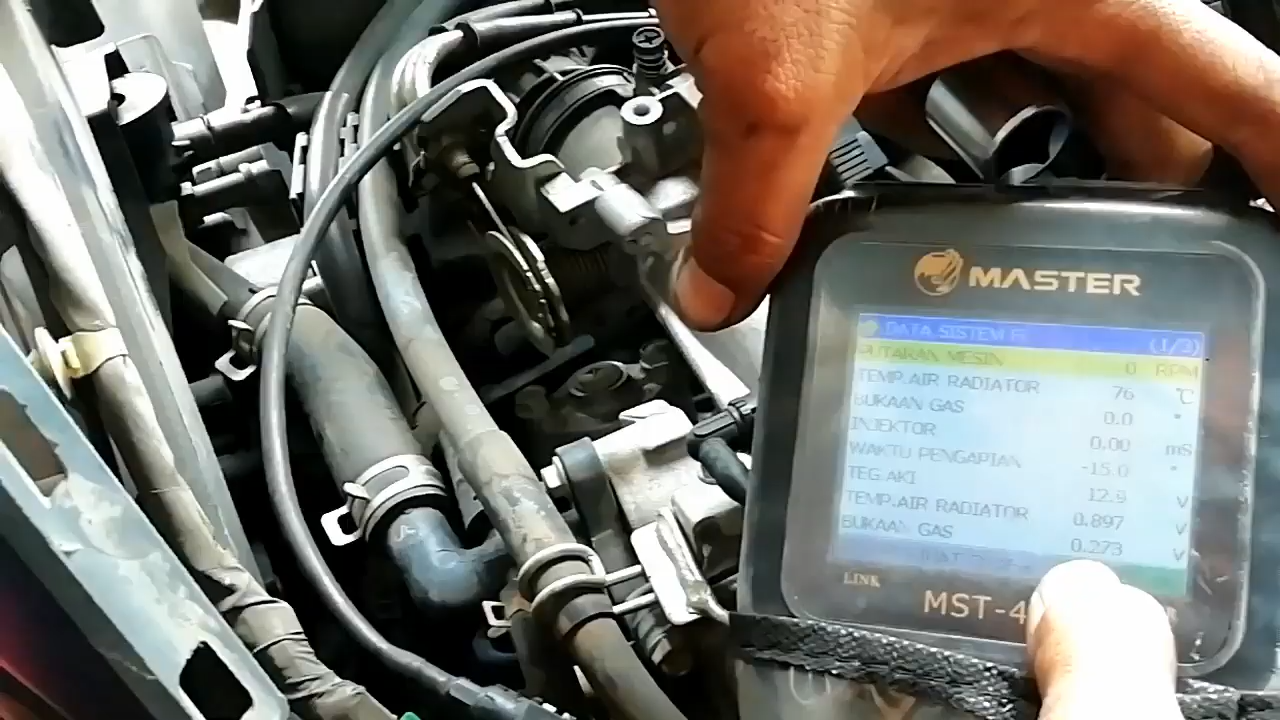 MASTER
DATA SISTEM FI (1/3)
PUTARAN MESIN 0 RPM
TEMP.AIR RADIATOR 76 °C
BUKAAN GAS 0.0 °
INJEKTOR 0.00 mS
WAKTU PENGAPIAN -15.0 °
TEG.AKI 12.9 V
TEMP.AIR RADIATOR 0.897 V
BUKAAN GAS 0.273 V
LINK
MST-4